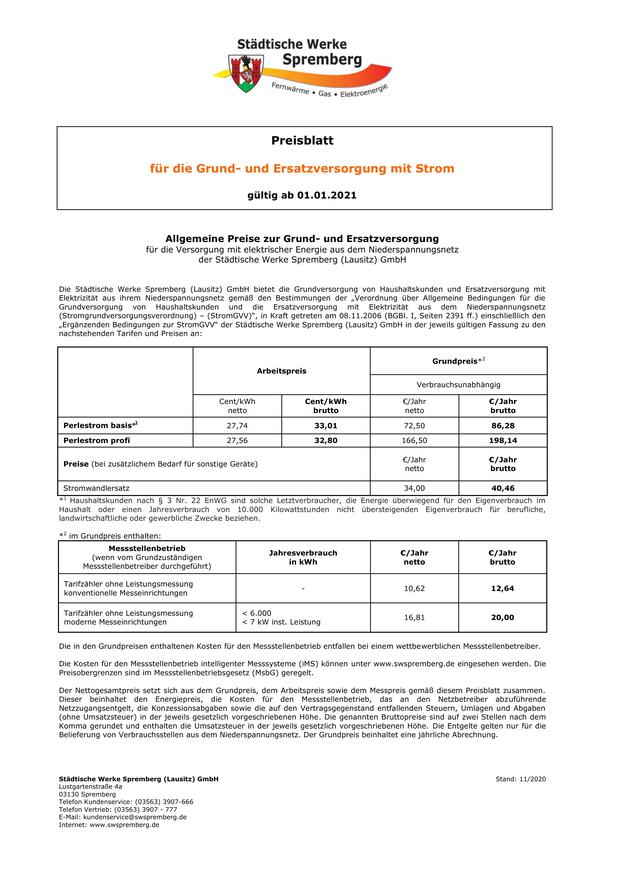 Städtische Werke
Spremberg
Fernwärme • Gas • Elektroenergie
Preisblatt
für die Grund- und Ersatzversorgung mit Strom
gültig ab 01.01.2021
Allgemeine Preise zur Grund- und Ersatzversorgung
für die Versorgung mit elektrischer Energie aus dem Niederspannungsnetz
der Städtische Werke Spremberg (Lausitz) GmbH
Die Städtische Werke Spremberg (Lausitz) GmbH bietet die Grundversorgung von Haushaltskunden und Ersatzversorgung mit
Elektrizität aus ihrem Niederspannungsnetz gemäß den Bestimmungen der „Verordnung über Allgemeine Bedingungen für die
Grundversorgung von Haushaltskunden und die Ersatzversorgung mit Elektrizität aus dem Niederspannungsnetz
(Stromgrundversorgungsverordnung) – (StromGVV)", in Kraft getreten am 08.11.2006 (BGBl. I, Seiten 2391 ff.) einschließlich den
„Ergänzenden Bedingungen zur StromGVV" der Städtische Werke Spremberg (Lausitz) GmbH in der jeweils gültigen Fassung zu den
nachstehenden Tarifen und Preisen an:
Arbeitspreis
Grundpreis*2
Verbrauchsunabhängig
Cent/kWh netto
Cent/kWh brutto
€/Jahr netto
€/Jahr brutto
Perlestrom basis*1 27,74 33,01 72,50 86,28
Perlestrom profi 27,56 32,80 166,50 198,14
Preise (bei zusätzlichem Bedarf für sonstige Geräte) €/Jahr netto €/Jahr brutto
Stromwandlersatz 34,00 40,46
*1 Haushaltskunden nach § 3 Nr. 22 EnWG sind solche Letztverbraucher, die Energie überwiegend für den Eigenverbrauch im
Haushalt oder einen Jahresverbrauch von 10.000 Kilowattstunden nicht übersteigenden Eigenverbrauch für berufliche,
landwirtschaftliche oder gewerbliche Zwecke beziehen.
*2 im Grundpreis enthalten:
Messstellenbetrieb
(wenn vom Grundzuständigen
Messstellenbetreiber durchgeführt)
Jahresverbrauch
in kWh
€/Jahr
netto
€/Jahr
brutto
Tarifzähler ohne Leistungsmessung
konventionelle Messeinrichtungen
- 10,62 12,64
Tarifzähler ohne Leistungsmessung
moderne Messeinrichtungen
< 6.000
< 7 kW inst. Leistung
16,81 20,00
Die in den Grundpreisen enthaltenen Kosten für den Messstellenbetrieb entfallen bei einem wettbewerblichen Messstellenbetreiber.
Die Kosten für den Messstellenbetrieb intelligenter Messsysteme (iMS) können unter www.swspremberg.de eingesehen werden. Die
Preisobergrenzen sind im Messstellenbetriebsgesetz (MsbG) geregelt.
Der Nettogesamtpreis setzt sich aus dem Grundpreis, dem Arbeitspreis sowie dem Messpreis gemäß diesem Preisblatt zusammen.
Dieser beinhaltet den Energiepreis, die Kosten für den Messstellenbetrieb, das an den Netzbetreiber abzuführende
Netzzugangsentgelt, die Konzessionsabgaben sowie die auf den Vertragsgegenstand entfallenden Steuern, Umlagen und Abgaben
(ohne Umsatzsteuer) in der jeweils gesetzlich vorgeschriebenen Höhe. Die genannten Bruttopreise sind auf zwei Stellen nach dem
Komma gerundet und enthalten die Umsatzsteuer in der jeweils gesetzlich vorgeschriebenen Höhe. Die Entgelte gelten nur für die
Belieferung von Verbrauchsstellen aus dem Niederspannungsnetz. Der Grundpreis beinhaltet eine jährliche Abrechnung.
Städtische Werke Spremberg (Lausitz) GmbH
Stand: 11/2020
Lustgartenstraße 4a
03130 Spremberg
Telefon Kundenservice: (03563) 3907-666
Telefon Vertrieb: (03563) 3907 - 777
E-Mail: kundenservice@swspremberg.de
Internet: www.swspremberg.de